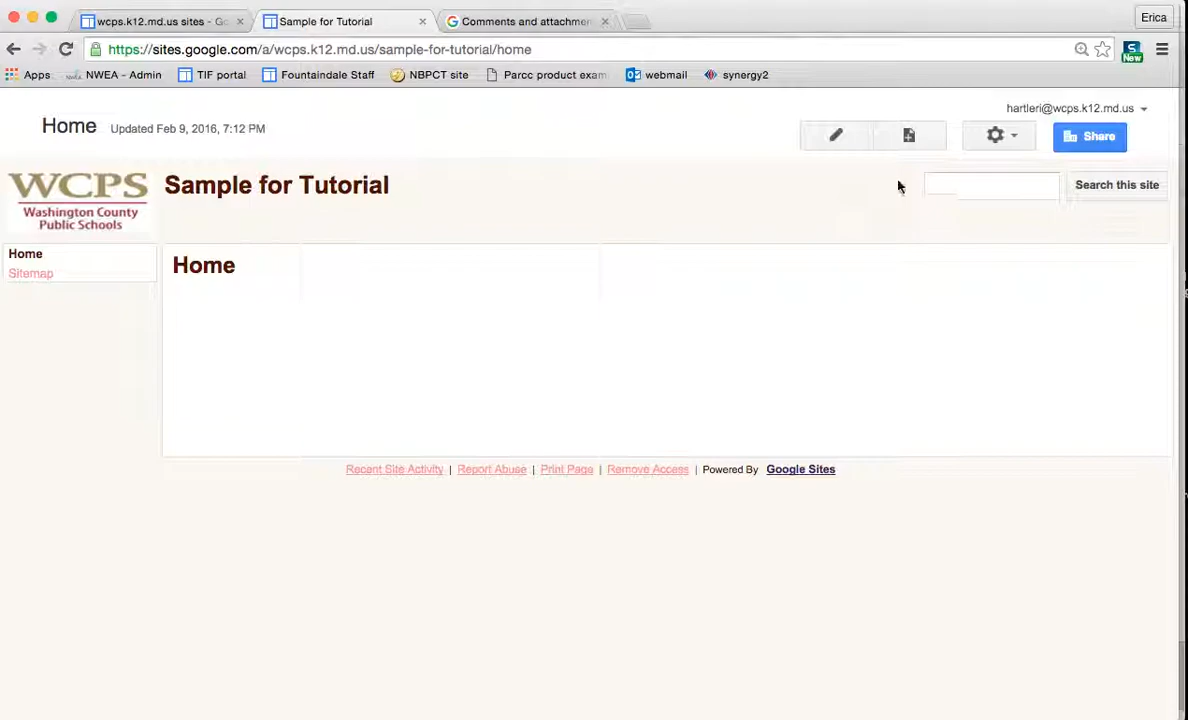 wcps.k12.md.us sites - Go
Sample for Tutorial
Comments and attachmen
Erica
https://sites.google.com/a/wcps.k12.md.us/sample-for-tutorial/home
New
Apps NWEA - Admin TIF portal Fountaindale Staff NBPCT site Parcc product exam webmail synergy2
hartleri@wcps.k12.md.us
Home Updated Feb 9, 2016, 7:12 PM
Share
WCPS
Washington County
Public Schools
Sample for Tutorial
Search this site
Home
Sitemap
Home
Recent Site Activity | Report Abuse | Print Page | Remove Access | Powered By Google Sites